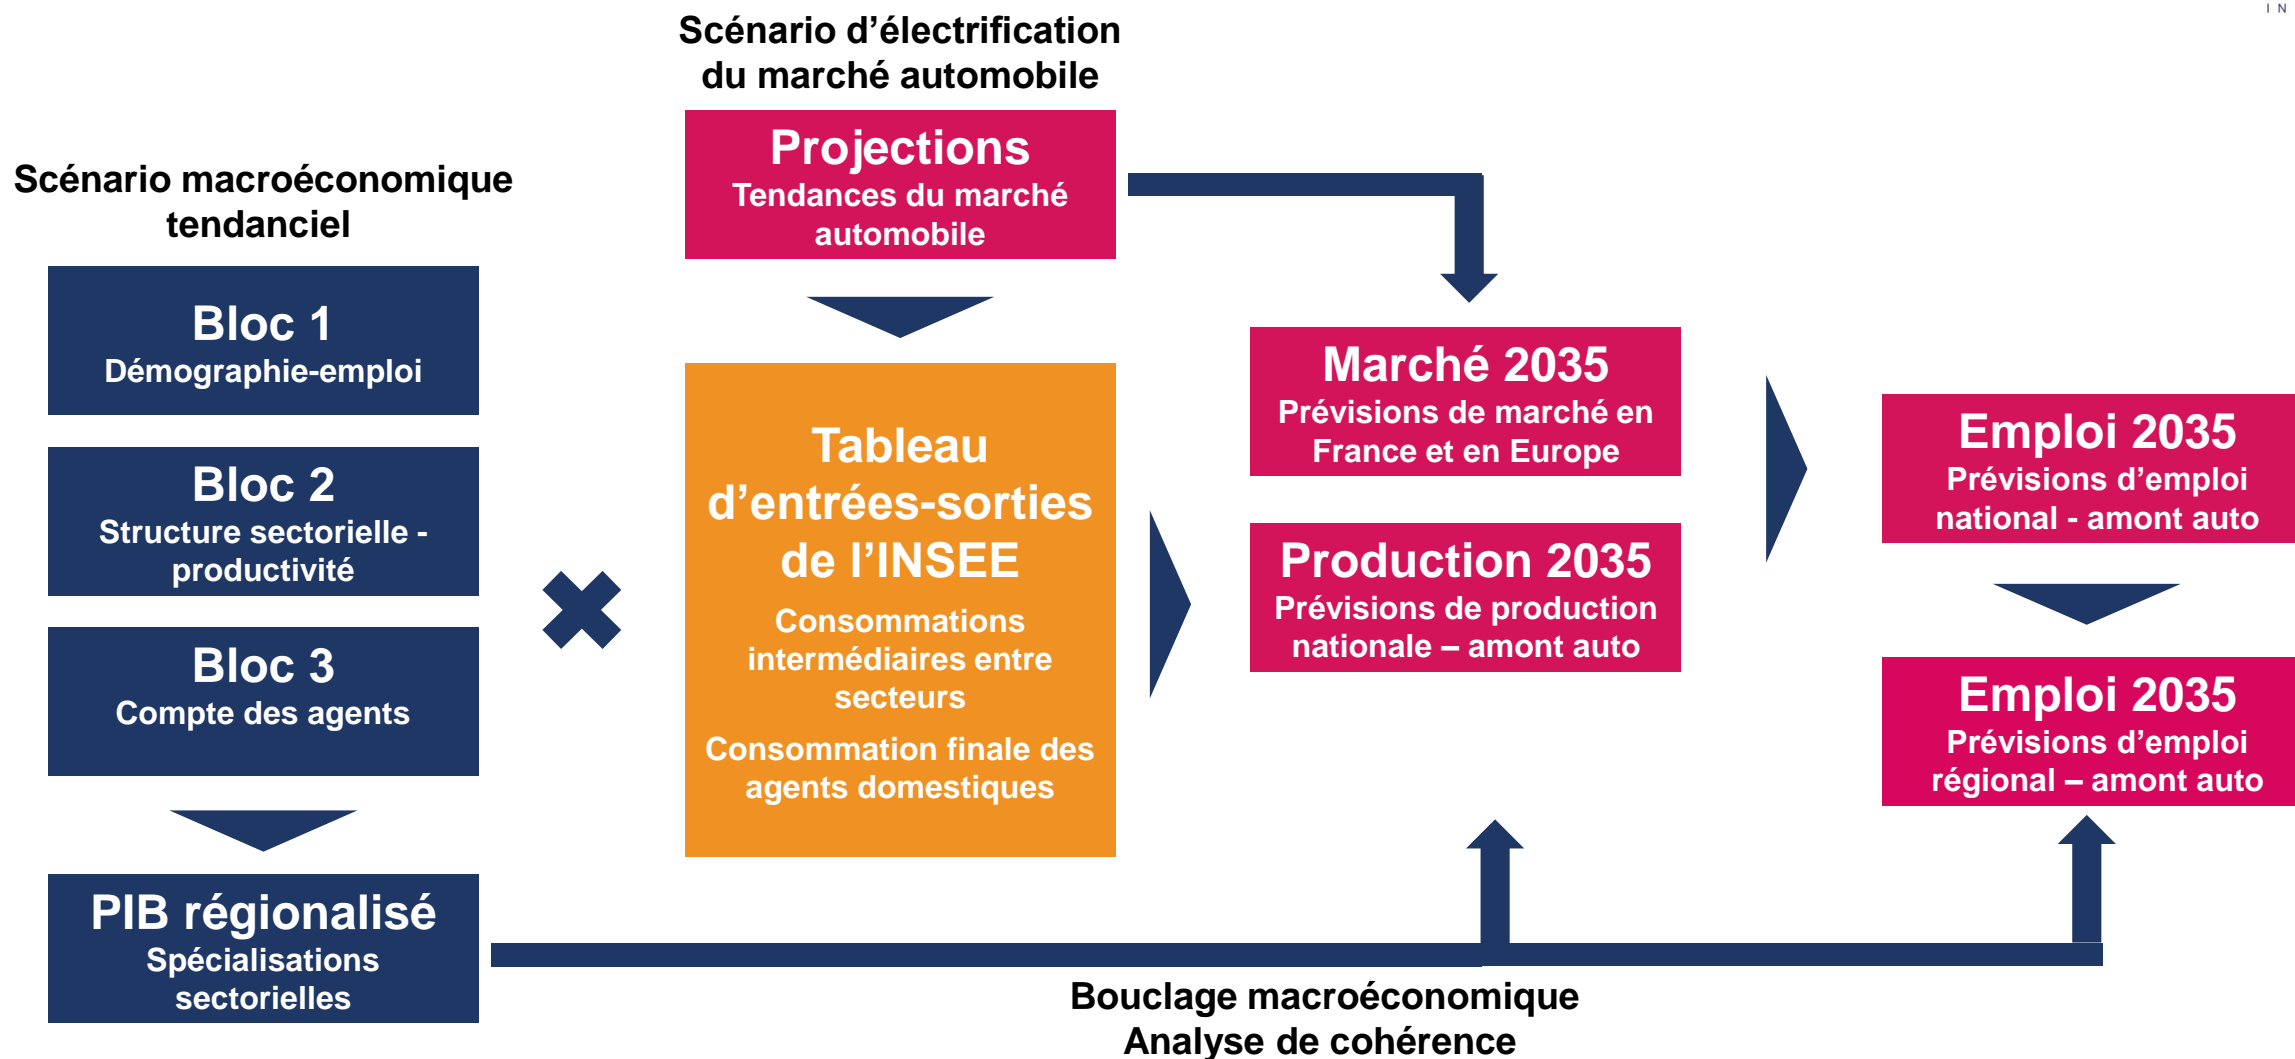 I N
Scénario d’électrification
du marché automobile
Projections
Tendances du marché
automobile
Scénario macroéconomique
tendanciel
Bloc 1
Démographie-emploi
Bloc 2
Structure sectorielle -
productivité
Bloc 3
Compte des agents
PIB régionalisé
Spécialisations
sectorielles
Tableau
d’entrées-sorties
de l’INSEE
Consommations
intermédiaires entre
secteurs
Consommation finale des
agents domestiques
Marché 2035
Prévisions de marché en
France et en Europe
Production 2035
Prévisions de production
nationale – amont auto
Emploi 2035
Prévisions d’emploi
national - amont auto
Emploi 2035
Prévisions d’emploi
régional – amont auto
Bouclage macroéconomique
Analyse de cohérence